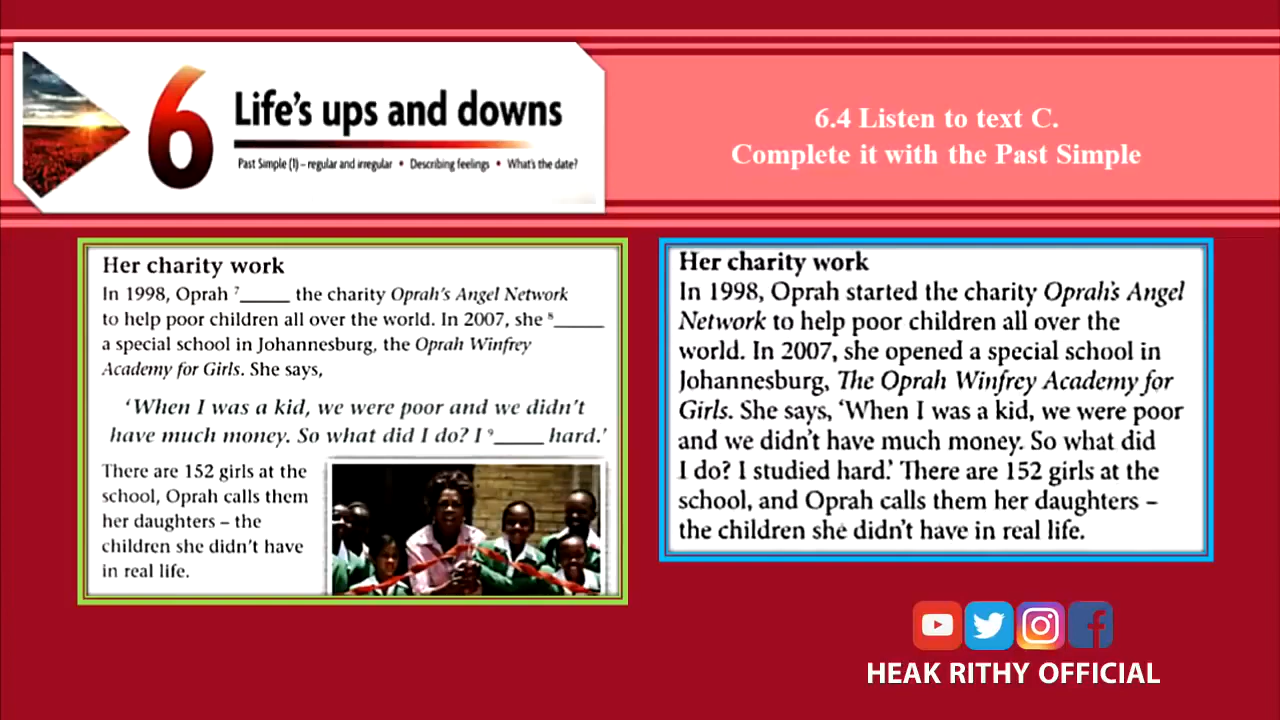 6
Life's ups and downs
Past Simple (1) – regular and irregular • Describing feelings • What's the date?
6.4 Listen to text C.
Complete it with the Past Simple
Her charity work
In 1998, Oprah ⁷_____ the charity Oprah's Angel Network
to help poor children all over the world. In 2007, she ⁸_____
a special school in Johannesburg, the Oprah Winfrey
Academy for Girls. She says,
'When I was a kid, we were poor and we didn't
have much money. So what did I do? I ⁹_____ hard.'
There are 152 girls at the
school, Oprah calls them
her daughters – the
children she didn't have
in real life.
Her charity work
In 1998, Oprah started the charity Oprah's Angel
Network to help poor children all over the
world. In 2007, she opened a special school in
Johannesburg, The Oprah Winfrey Academy for
Girls. She says, 'When I was a kid, we were poor
and we didn't have much money. So what did
I do? I studied hard.' There are 152 girls at the
school, and Oprah calls them her daughters –
the children she didn't have in real life.
HEAK RITHY OFFICIAL